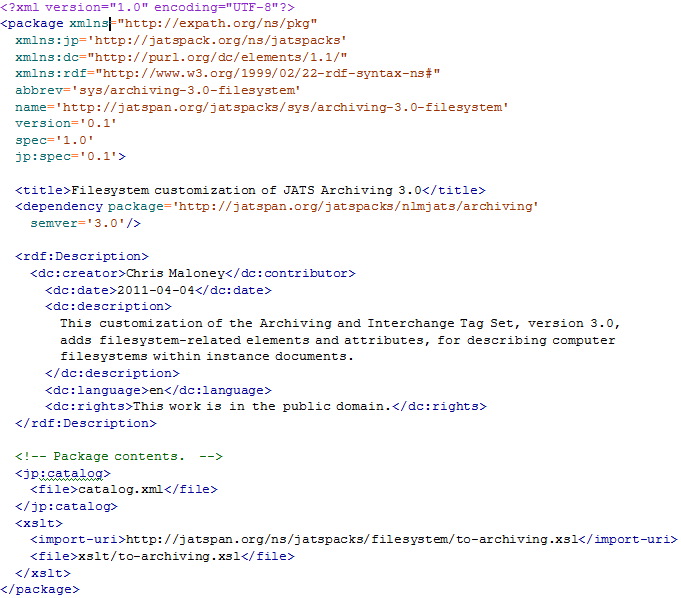 <?xml version="1.0" encoding="UTF-8"?>
<package xmlns="http://expath.org/ns/pkg"
xmlns:jp='http://jatspack.org/ns/jatspacks'
xmlns:dc="http://purl.org/dc/elements/1.1/"
xmlns:rdf="http://www.w3.org/1999/02/22-rdf-syntax-ns#"
abbrev='sys/archiving-3.0-filesystem'
name='http://jatspan.org/jatspacks/sys/archiving-3.0-filesystem'
version='0.1'
spec='1.0'
jp:spec='0.1'>
<title>Filesystem customization of JATS Archiving 3.0</title>
<dependency package='http://jatspan.org/jatspacks/nlmjats/archiving'
semver='3.0'/>
<rdf:Description>
<dc:creator>Chris Maloney</dc:contributor>
<dc:date>2011-04-04</dc:date>
<dc:description>
This customization of the Archiving and Interchange Tag Set, version 3.0,
adds filesystem-related elements and attributes, for describing computer
filesystems within instance documents.
</dc:description>
<dc:language>en</dc:language>
<dc:rights>This work is in the public domain.</dc:rights>
</rdf:Description>
<!-- Package contents.  -->
<jp:catalog>
<file>catalog.xml</file>
</jp:catalog>
<xslt>
<import-uri>http://jatspan.org/ns/jatspacks/filesystem/to-archiving.xsl</import-uri>
<file>xslt/to-archiving.xsl</file>
</xslt>
</package>